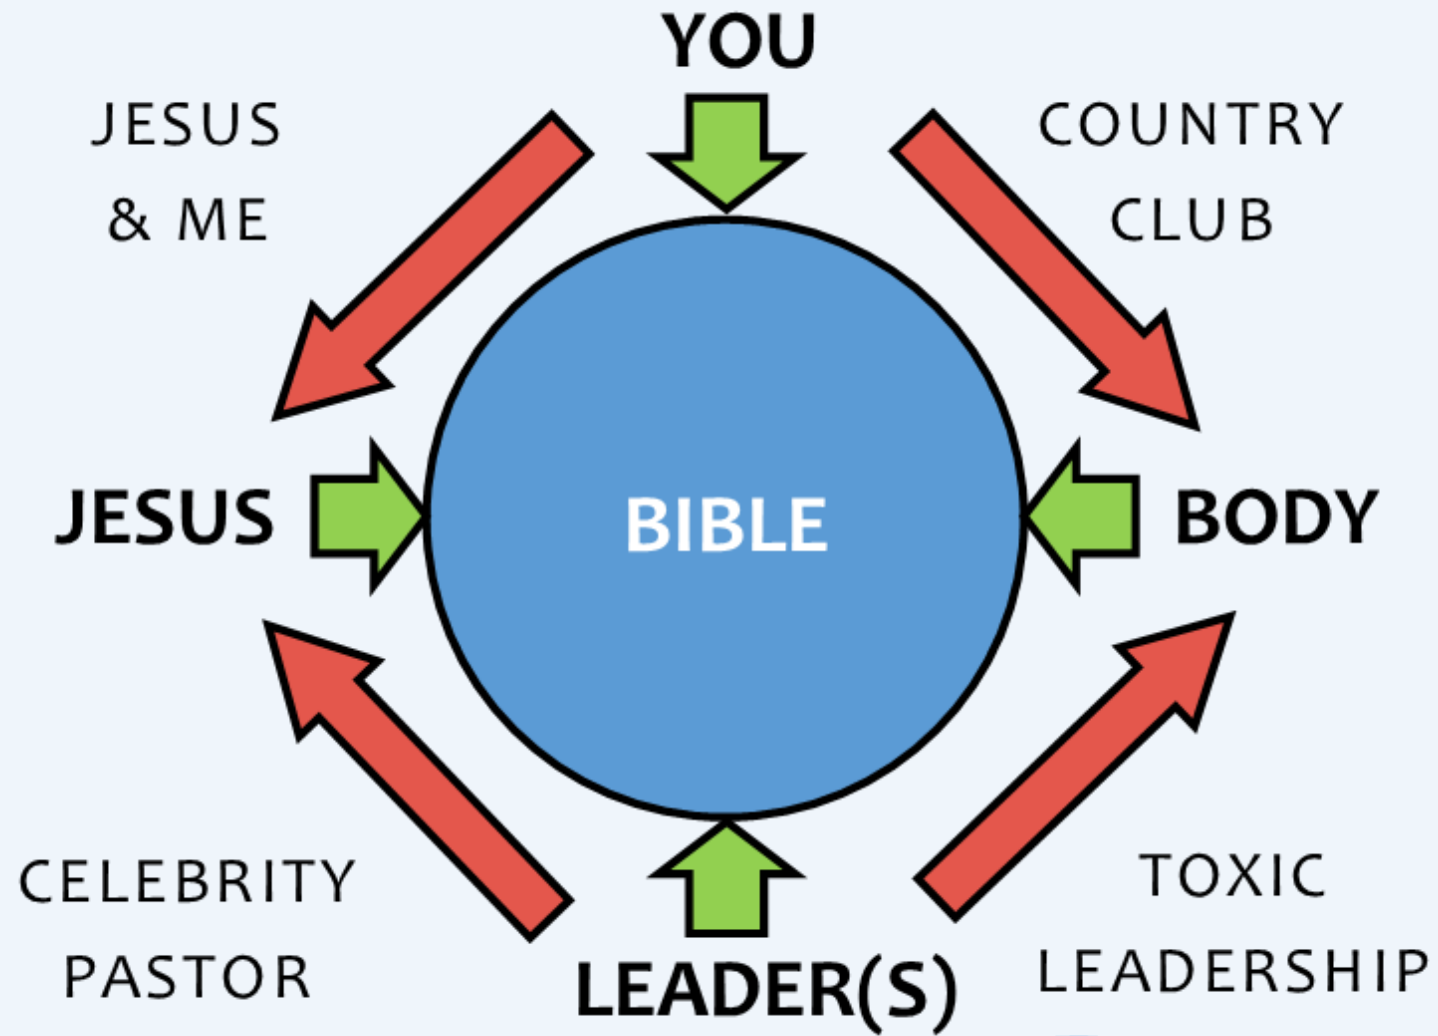 YOU
JESUS
& ME
COUNTRY
CLUB
JESUS
BIBLE
BODY
CELEBRITY
PASTOR
LEADER(S)
TOXIC
LEADERSHIP